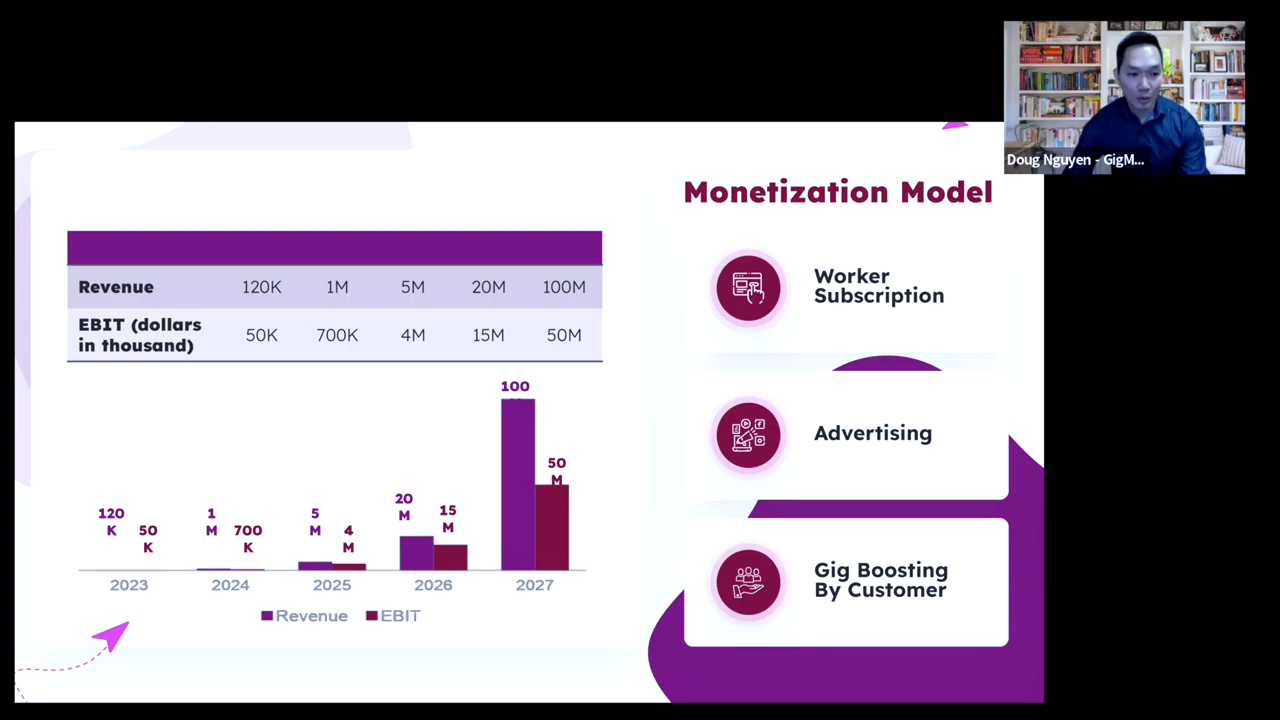 Doug Nguyen - GigM...
Monetization Model
Revenue 120K 1M 5M 20M 100M
EBIT (dollars
in thousand) 50K 700K 4M 15M 50M
120
K
50
K
1
M
700
K
5
M
4
M
20
M
15
M
100
50
M
2023 2024 2025 2026 2027
Revenue EBIT
Worker
Subscription
Advertising
Gig Boosting
By Customer